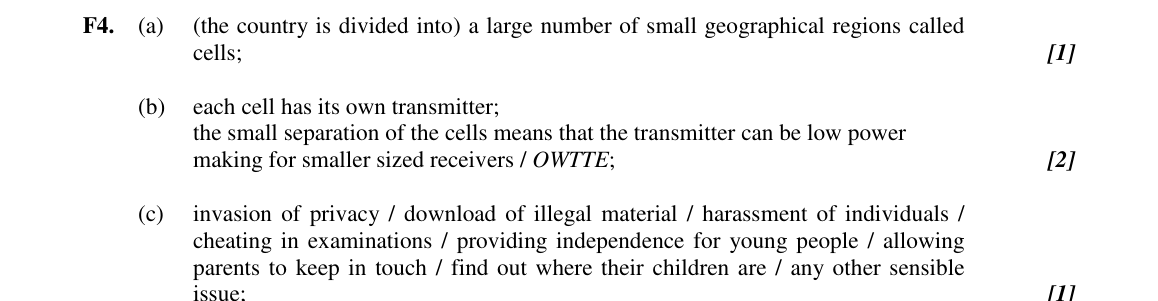 F4. (a) (the country is divided into) a large number of small geographical regions called
cells; [1]
(b) each cell has its own transmitter;
the small separation of the cells means that the transmitter can be low power
making for smaller sized receivers / OWTTE; [2]
(c) invasion of privacy / download of illegal material / harassment of individuals /
cheating in examinations / providing independence for young people / allowing
parents to keep in touch / find out where their children are / any other sensible
issue; [1]